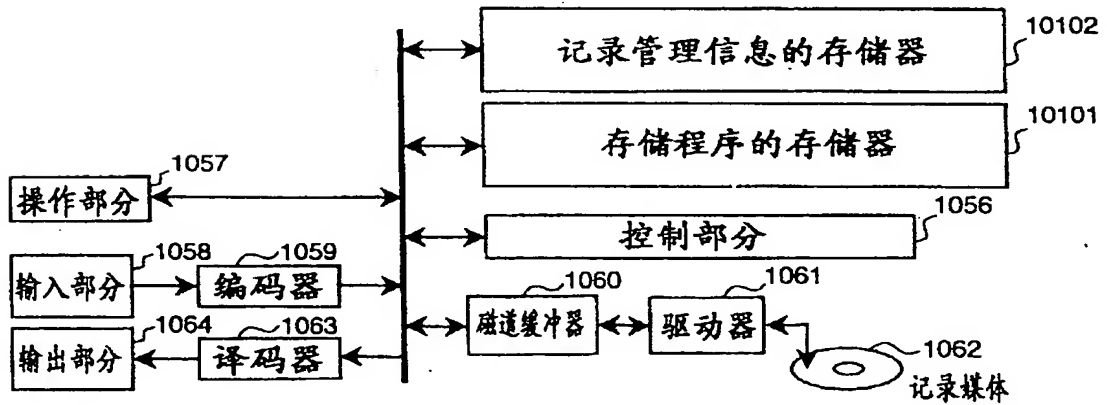 10102
记录管理信息的存储器
10101
存储程序的存储器
1057
操作部分
1056
控制部分
1058
输入部分
1059
编码器
1060
磁道缓冲器
1061
驱动器
1064
输出部分
1063
译码器
1062
记录媒体